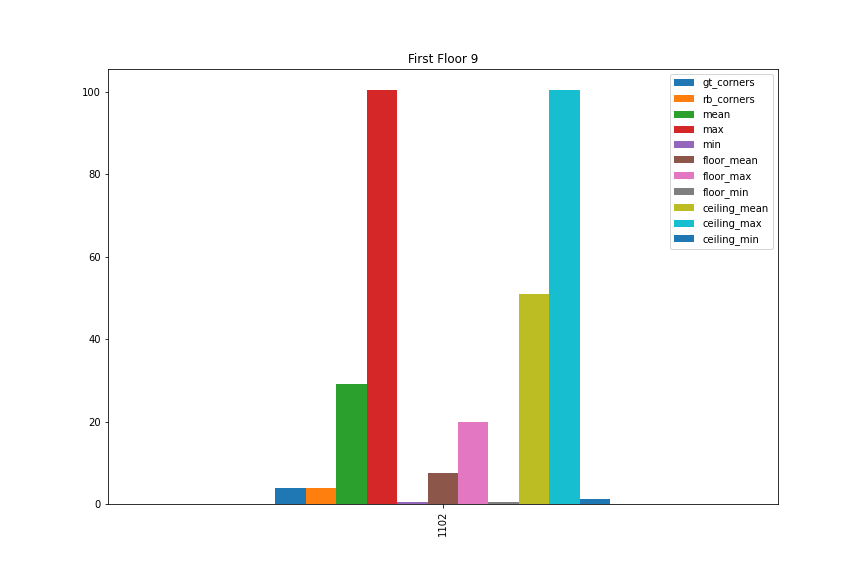 First Floor 9
100
80
60
40
20
0
1102
gt_corners
rb_corners
mean
max
min
floor_mean
floor_max
floor_min
ceiling_mean
ceiling_max
ceiling_min